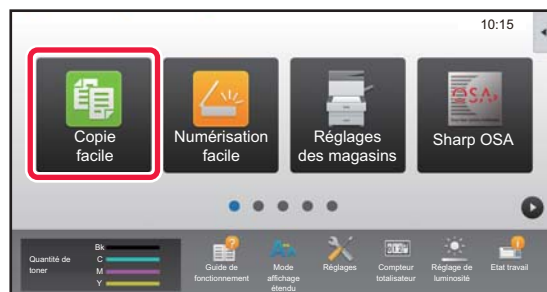 10:15
Copie
facile
Numérisation
facile
Réglages
des magasins
OSA
Sharp OSA
Quantité de
toner
Bk
C
M
Y
Guide de
fonctionnement
Mode
affichage
étendu
Réglages
Compteur
totalisateur
Réglage de
luminosité
Etat travail